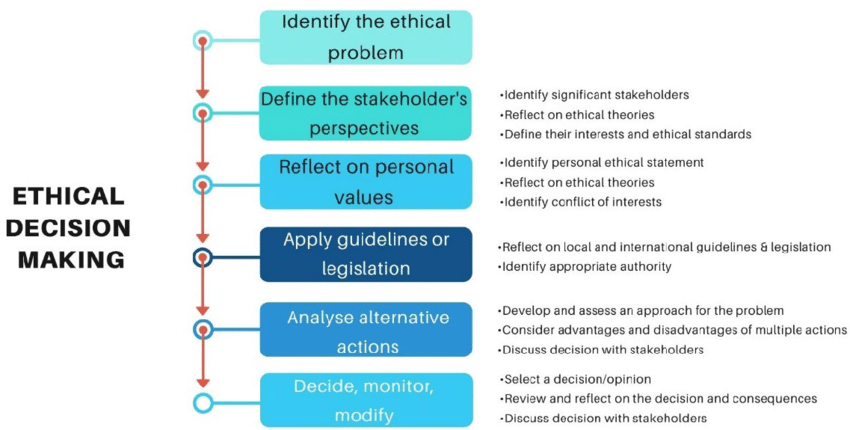 ETHICAL
DECISION
MAKING
Identify the ethical
problem
Define the stakeholder's
perspectives
•Identify significant stakeholders
•Reflect on ethical theories
•Define their interests and ethical standards
Reflect on personal
values
•Identify personal ethical statement
•Reflect on ethical theories
•Identify conflict of interests
Apply guidelines or
legislation
•Reflect on local and international guidelines & legislation
•Identify appropriate authority
Analyse alternative
actions
•Develop and assess an approach for the problem
•Consider advantages and disadvantages of multiple actions
•Discuss decision with stakeholders
Decide, monitor,
modify
•Select a decision/opinion
•Review and reflect on the decision and consequences
•Discuss decision with stakeholders